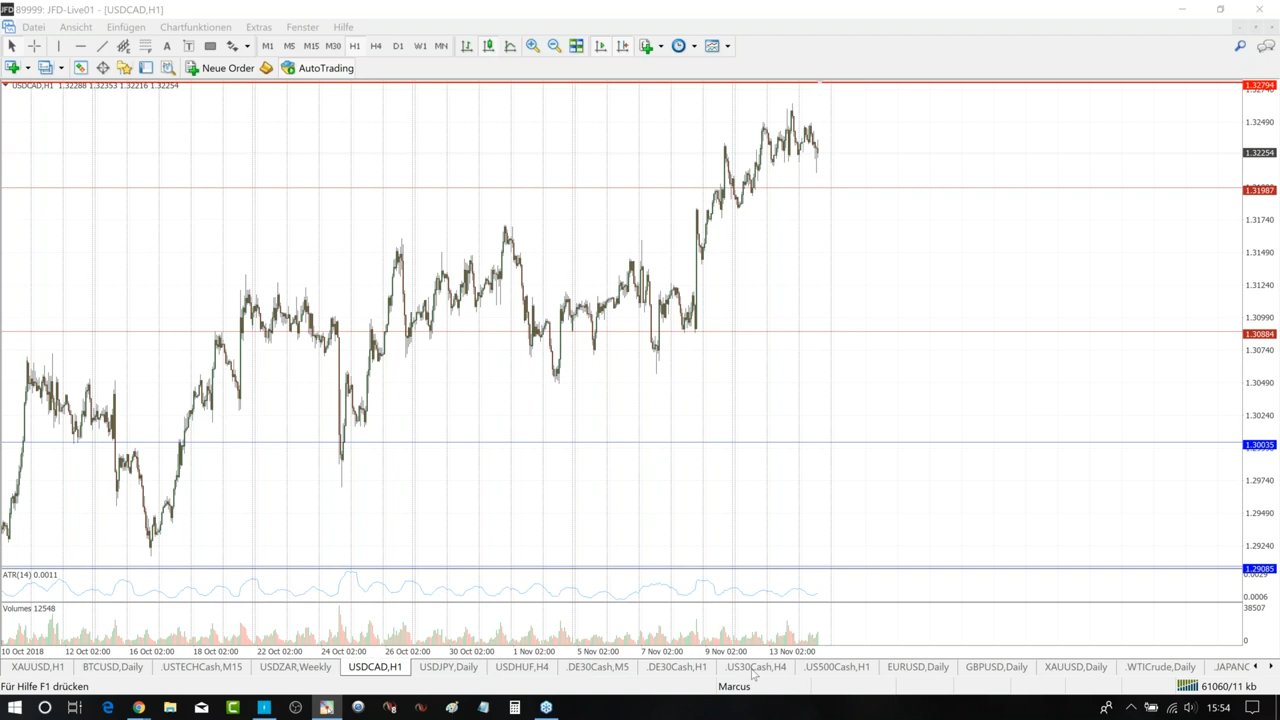 89999: JFD-Live01 - [USDCAD,H1]
Datei Ansicht Einfügen Chartfunktionen Extras Fenster Hilfe
M1 M5 M15 M30 H1 H4 D1 W1 MN
New Order AutoTrading
USDCAD,H1 1.32288 1.32353 1.32216 1.32254
1.32794
1.32490
1.32254
1.31987
1.31740
1.31490
1.31240
1.30990
1.30884
1.30740
1.30490
1.30240
1.30035
1.29740
1.29490
1.29240
1.29085
ATR(14) 0.0011
0.0029
0.0006
Volumes 12548
38507
0
10 Oct 2018 12 Oct 02:00 16 Oct 02:00 18 Oct 02:00 22 Oct 02:00 24 Oct 02:00 26 Oct 02:00 30 Oct 02:00 1 Nov 02:00 5 Nov 02:00 7 Nov 02:00 9 Nov 02:00 13 Nov 02:00
XAUUSD,H1 BTCUSD,Daily .USTECHCash,M15 USDZAR,Weekly USDCAD,H1 USDJPY,Daily USDHUF,H4 .DE30Cash,M5 .DE30Cash,H1 .US30Cash,H4 .US500Cash,H1 EURUSD,Daily GBPUSD,Daily XAUUSD,Daily .WTICrude,Daily .JAPANC
Für Hilfe F1 drücken Marcus 61060/11 kb
15:54